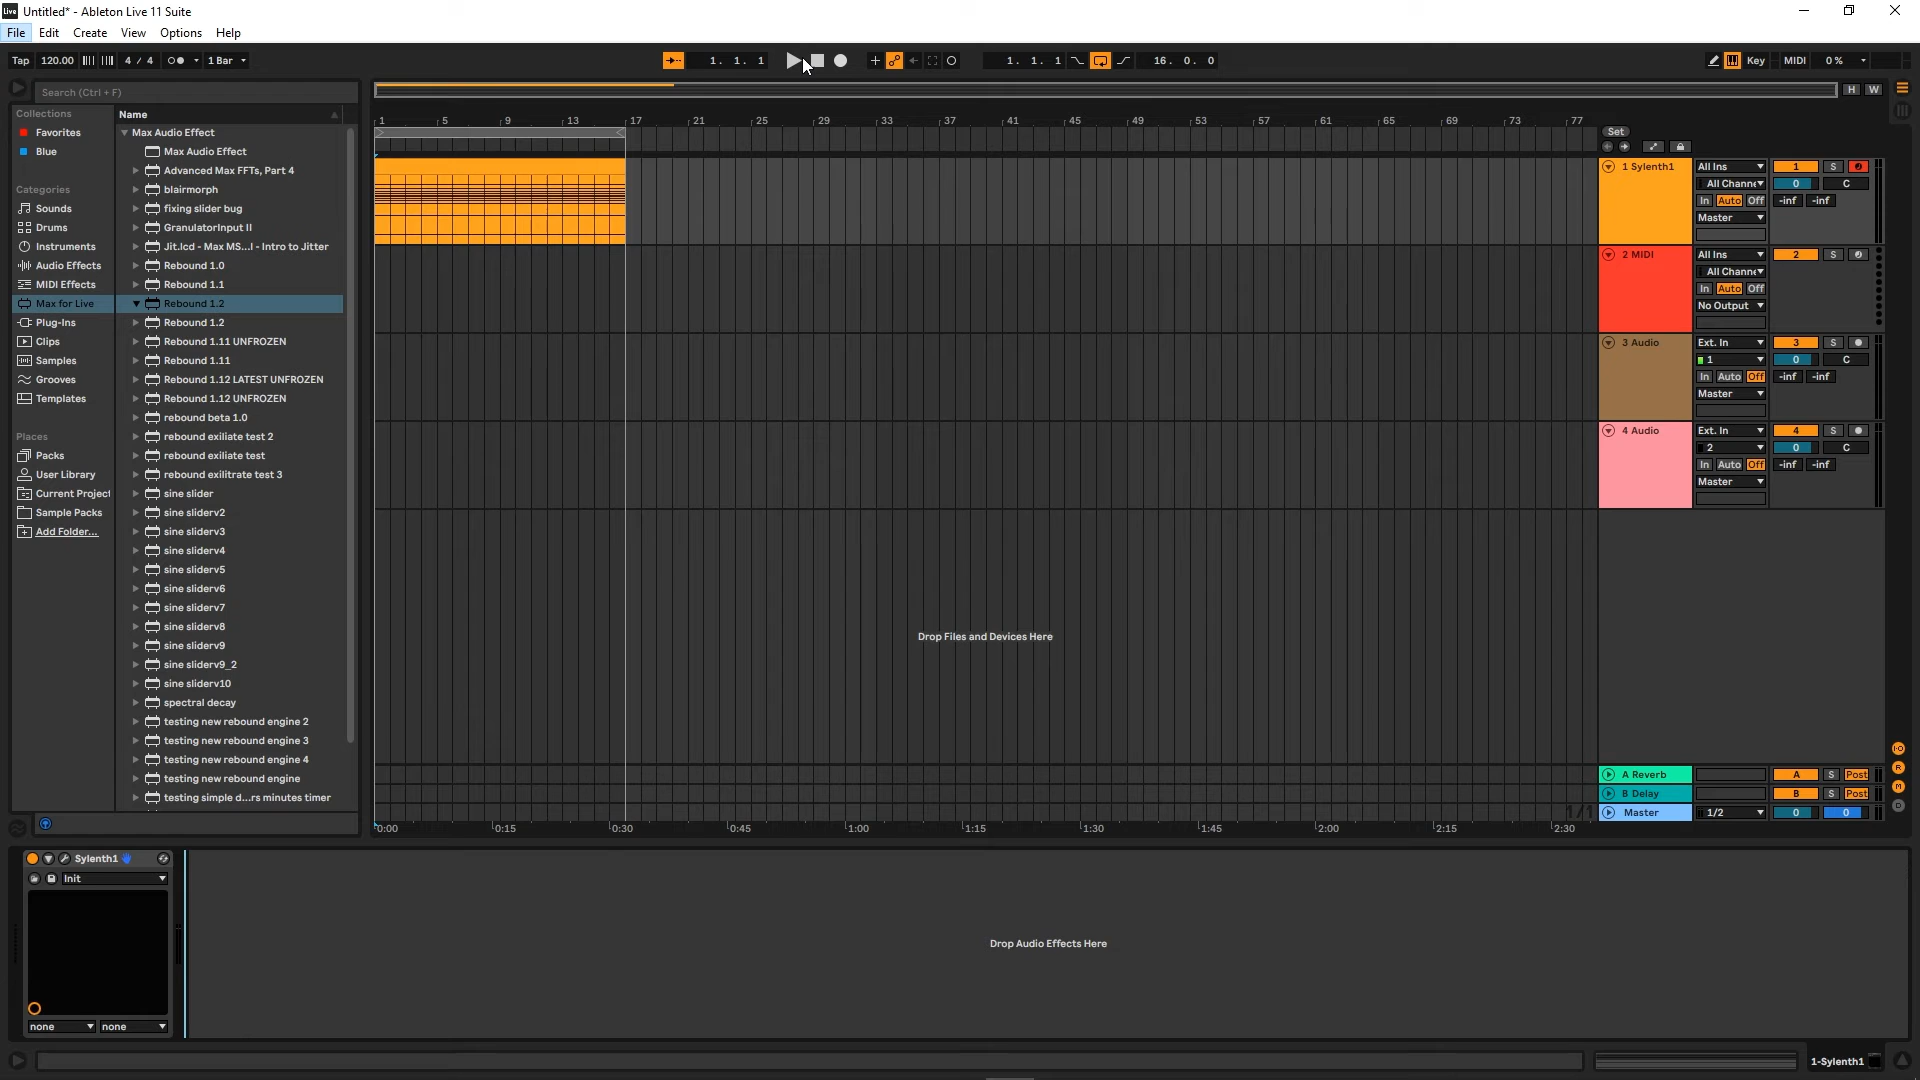 Untitled* - Ableton Live 11 Suite
File Edit Create View Options Help
Tap 120.00 4 / 4 1 Bar 1. 1. 1 1. 1. 1 16. 0. 0 Key MIDI 0 %
Search (Ctrl + F)
H W
Collections
Favorites
Blue
Categories
Sounds
Drums
Instruments
Audio Effects
MIDI Effects
Max for Live
Plug-Ins
Clips
Samples
Grooves
Templates
Places
Packs
User Library
Current Project
Sample Packs
Add Folder...
Name
Max Audio Effect
Max Audio Effect
Advanced Max FFTs, Part 4
blairmorph
fixing slider bug
GranulatorInput II
Jit.lcd - Max MS...l - Intro to Jitter
Rebound 1.0
Rebound 1.1
Rebound 1.2
Rebound 1.2
Rebound 1.11 UNFROZEN
Rebound 1.11
Rebound 1.12 LATEST UNFROZEN
Rebound 1.12 UNFROZEN
rebound beta 1.0
rebound exiliate test 2
rebound exiliate test
rebound exilitrate test 3
sine slider
sine sliderv2
sine sliderv3
sine sliderv4
sine sliderv5
sine sliderv6
sine sliderv7
sine sliderv8
sine sliderv9
sine sliderv9_2
sine sliderv10
spectral decay
testing new rebound engine 2
testing new rebound engine 3
testing new rebound engine 4
testing new rebound engine
testing simple d...rs minutes timer
1 5 9 13 17 21 25 29 33 37 41 45 49 53 57 61 65 69 73 77
Set
1 Sylenth1 All Ins 1 S
All Channe 0 C
In Auto Off -inf -inf
Master
2 MIDI All Ins 2 S
All Channe
In Auto Off
No Output
3 Audio Ext. In 3 S
1 0 C
In Auto Off -inf -inf
Master
4 Audio Ext. In 4 S
2 0 C
In Auto Off -inf -inf
Master
Drop Files and Devices Here
A Reverb A S Post
B Delay B S Post
1/1
Master 1/2 0 0
0:00 0:15 0:30 0:45 1:00 1:15 1:30 1:45 2:00 2:15 2:30
I·O
R
M
D
Sylenth1
Init
none none
Drop Audio Effects Here
1-Sylenth1